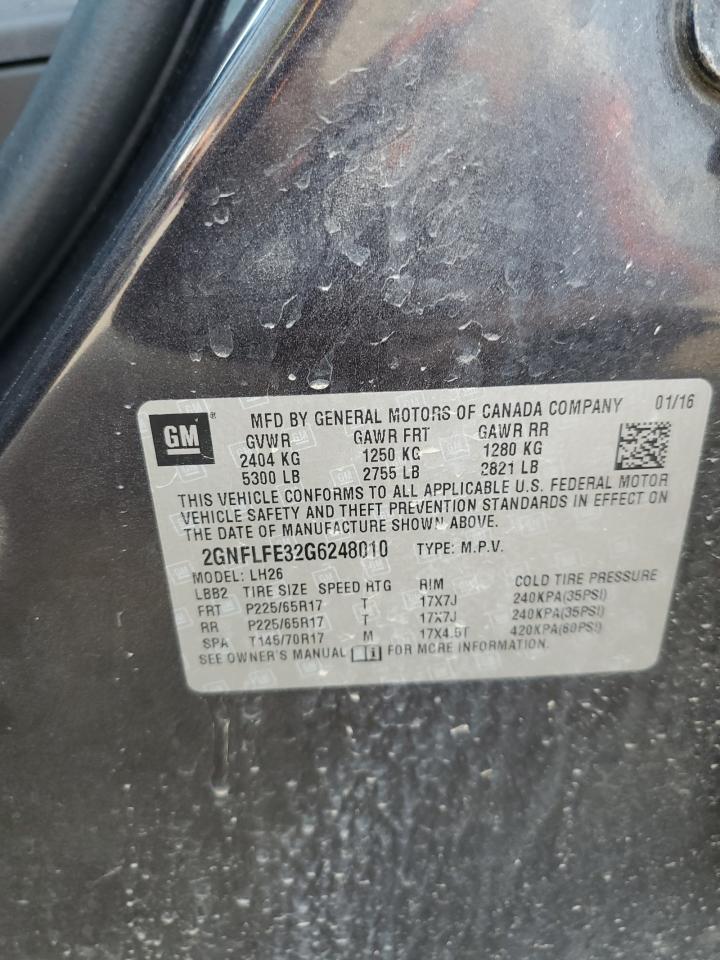 GM ® MFD BY GENERAL MOTORS OF CANADA COMPANY 01/16
GVWR GAWR FRT GAWR RR
2404 KG 1250 KG 1280 KG
5300 LB 2755 LB 2821 LB
THIS VEHICLE CONFORMS TO ALL APPLICABLE U.S. FEDERAL MOTOR
VEHICLE SAFETY AND THEFT PREVENTION STANDARDS IN EFFECT ON
THE DATE OF MANUFACTURE SHOWN ABOVE.
2GNFLFE32G6248010 TYPE: M.P.V.
MODEL: LH26
LBB2 TIRE SIZE SPEED RTG RIM COLD TIRE PRESSURE
FRT P225/65R17 T 17X7J 240KPA(35PSI)
RR P225/65R17 T 17X7J 240KPA(35PSI)
SPA T145/70R17 M 17X4.5T 420KPA(60PSI)
SEE OWNER'S MANUAL FOR MORE INFORMATION.